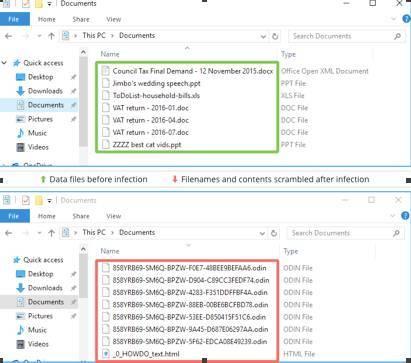 Documents
File Home Share View
This PC > Documents
Search Documents
Name
Type
Quick access
Council Tax Final Demand - 12 November 2015.docx Office Open XML Document
Desktop
Jimbo's wedding speech.ppt PPT File
Downloads
ToDoList-household-bills.xls XLS File
Documents
VAT return - 2016-01.doc DOC File
Pictures
VAT return - 2016-04.doc DOC File
Music
VAT return - 2016-07.doc DOC File
Videos
ZZZZ best cat vids.ppt PPT File
OneDrive
Data files before infection Filenames and contents scrambled after infection
Documents
File Home Share View
This PC > Documents
Search Documents
Name
Type
Quick access
858YRB69-SM6Q-BPZW-F0E7-48BEE9BEFAA6.odin ODIN File
Desktop
858YRB69-SM6Q-BPZW-D904-C89CC3FEDF74.odin ODIN File
Downloads
858YRB69-SM6Q-BPZW-4283-F351DDFFBF4A.odin ODIN File
Documents
858YRB69-SM6Q-BPZW-88EB-00BE6BCFBD78.odin ODIN File
Pictures
858YRB69-SM6Q-BPZW-53EE-D850415F51C6.odin ODIN File
Music
858YRB69-SM6Q-BPZW-9A45-D687E06297AA.odin ODIN File
Videos
858YRB69-SM6Q-BPZW-5F62-EDCA08E49239.odin ODIN File
_0_HOWDO_text.html HTML File